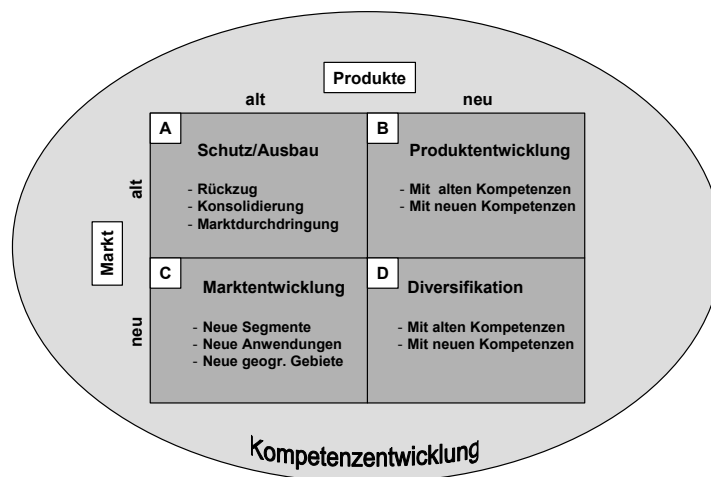 Produkte
alt neu
A
Schutz/Ausbau
- Rückzug
- Konsolidierung
- Marktdurchdringung
B
Produktentwicklung
- Mit alten Kompetenzen
- Mit neuen Kompetenzen
Markt
alt
neu
C
Marktentwicklung
- Neue Segmente
- Neue Anwendungen
- Neue geogr. Gebiete
D
Diversifikation
- Mit alten Kompetenzen
- Mit neuen Kompetenzen
Kompetenzentwicklung